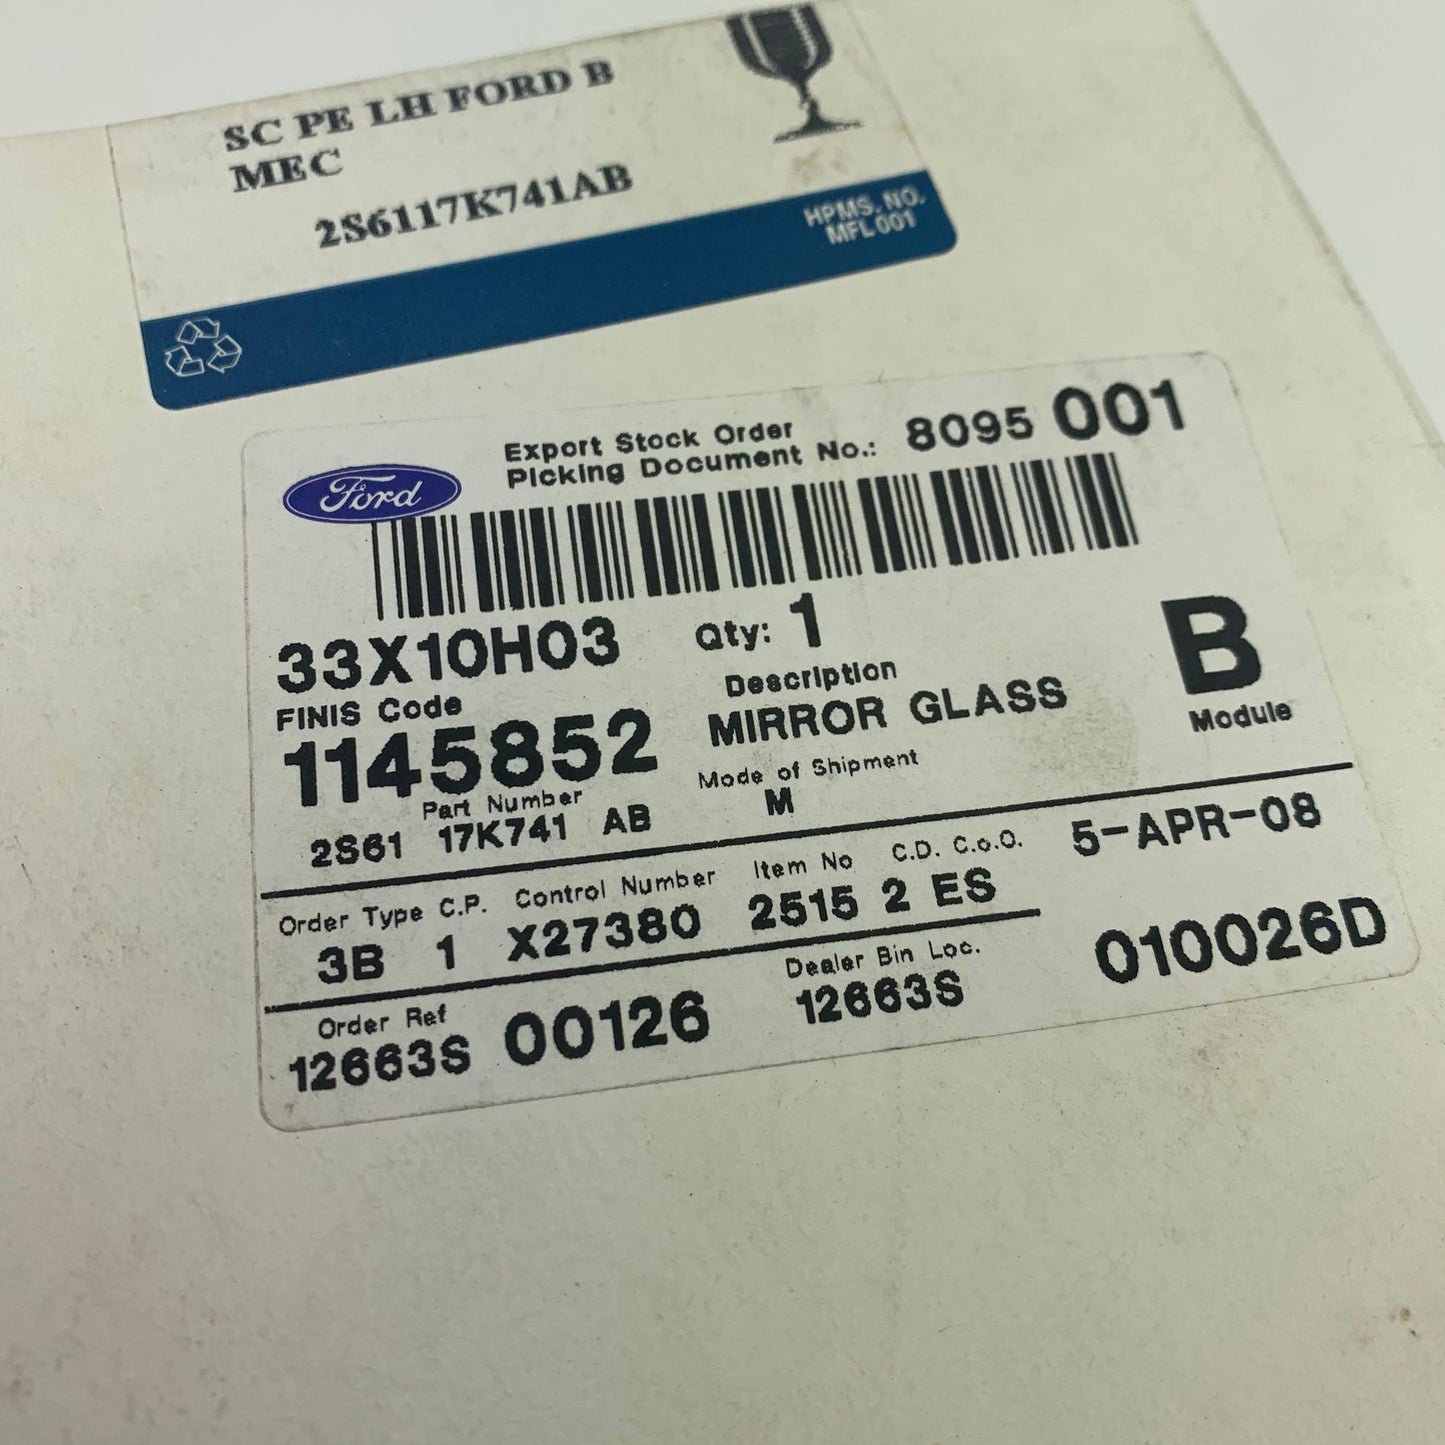 SC PE LH FORD B
MEC
2S6117K741AB
HPMS. NO.
MFL001
Ford
Export Stock Order
Picking Document No.: 8095 001
33X10H03 Qty: 1
FINIS Code Description B
1145852 MIRROR GLASS Module
Part Number Mode of Shipment
2S61 17K741 AB M
Order Type C.P. Control Number Item No C.D. C.o.O. 5-APR-08
3B 1 X27380 2515 2 ES
Order Ref Dealer Bin Loc. 010026D
12663S 00126 12663S